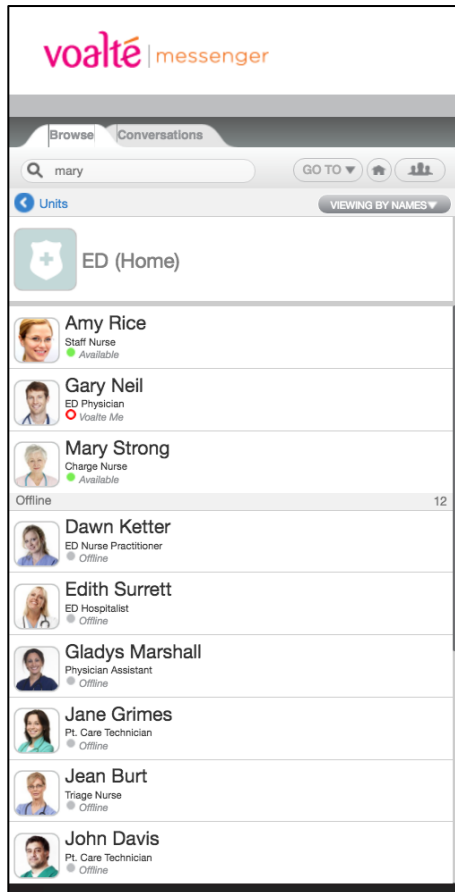 voalté | messenger
Browse Conversations
mary GO TO ▼
Units VIEWING BY NAMES▼
ED (Home)
Amy Rice
Staff Nurse
Available
Gary Neil
ED Physician
Voalte Me
Mary Strong
Charge Nurse
Available
Offline 12
Dawn Ketter
ED Nurse Practitioner
Offline
Edith Surrett
ED Hospitalist
Offline
Gladys Marshall
Physician Assistant
Offline
Jane Grimes
Pt. Care Technician
Offline
Jean Burt
Triage Nurse
Offline
John Davis
Pt. Care Technician
Offline